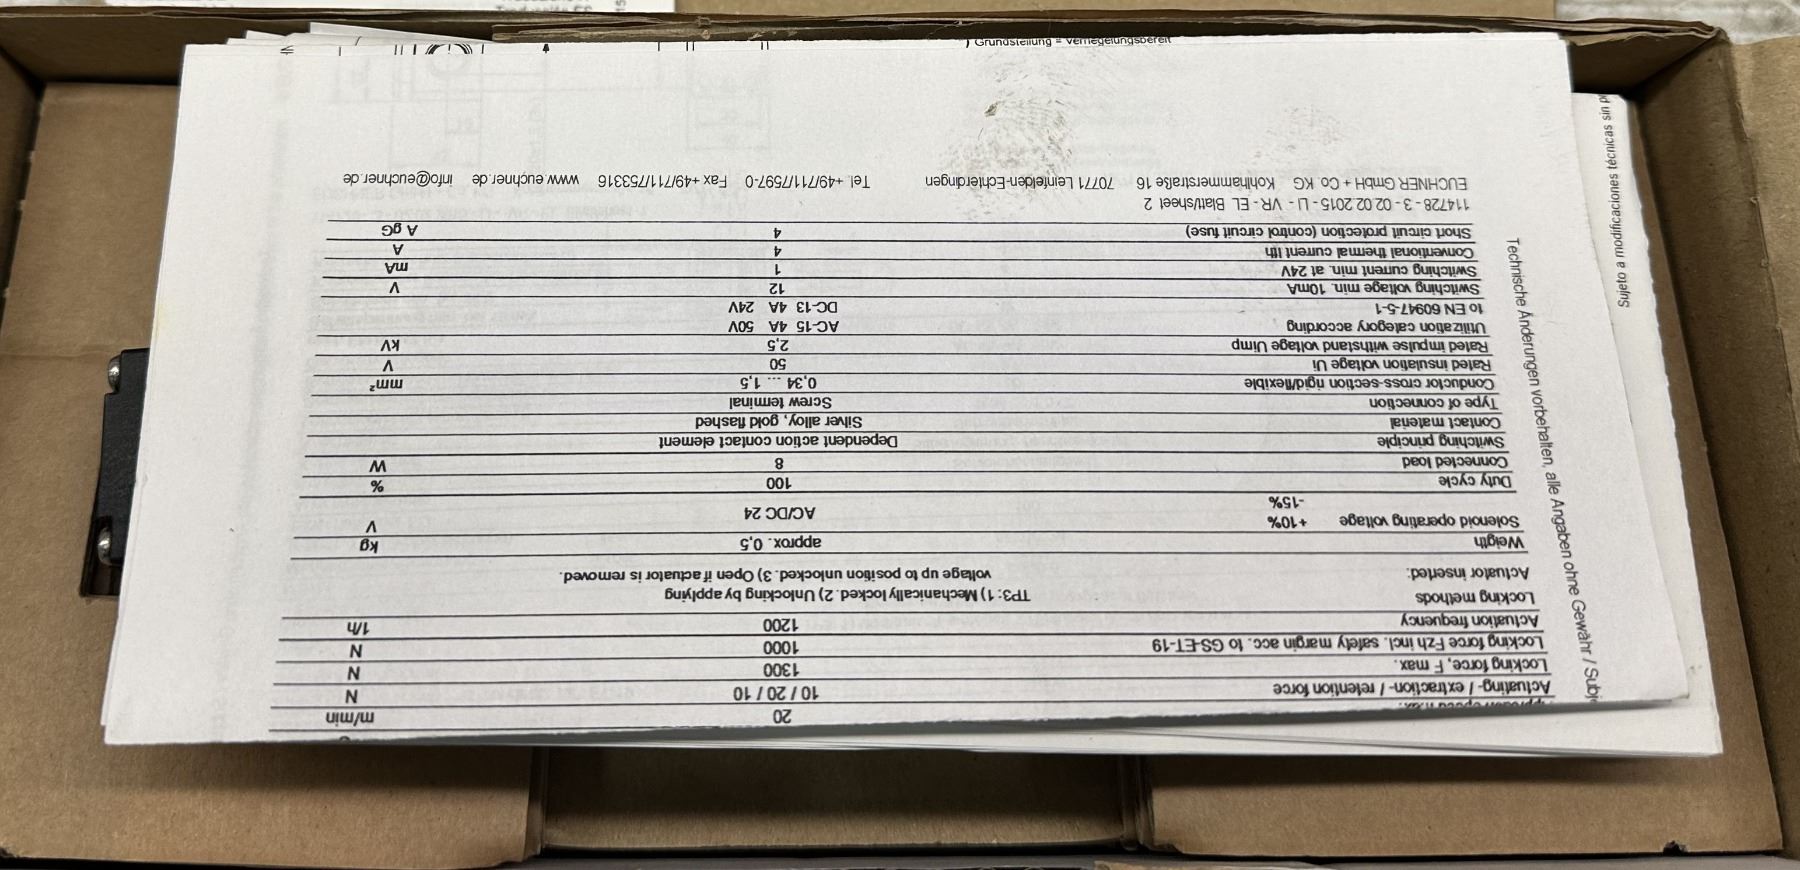 20 m/min
Actuating- / extraction- / retention force 10 / 20 / 10 N
Locking force, F max. 1300 N
Locking force Fzh incl. safety margin acc. to GS-ET-19 1000 N
Actuation frequency 1200 1/h
Locking methods TP3: 1) Mechanically locked. 2) Unlocking by applying
Actuator inserted: voltage up to position unlocked. 3) Open if actuator is removed.
Weigth approx. 0,5 kg
Solenoid operating voltage +10% AC/DC 24 V
-15%
Duty cycle 100 %
Connected load 8 W
Switching principle Dependent action contact element
Contact material Silver alloy, gold flashed
Type of connection Screw terminal
Conductor cross-section rigid/flexible 0,34 ... 1,5 mm²
Rated insulation voltage Ui 50 V
Rated impulse withstand voltage Uimp 2,5 kV
Utilization category according AC-15 4A 50V
to EN 60947-5-1 DC-13 4A 24V
Switching voltage min. 10mA 12 V
Switching current min. at 24V 1 mA
Conventional thermal current Ith 4 A
Short circuit protection (control circuit fuse) 4 A gG
114728 - 3 - 02.02.2015 - LI - VR - EL Blatt/sheet 2
EUCHNER GmbH + Co. KG Kohlhammerstraße 16 70771 Leinfelden-Echterdingen Tel. +49/711/7597-0 Fax +49/711/753316 www.euchner.de info@euchner.de
Technische Änderungen vorbehalten, alle Angaben ohne Gewähr /
Sujeto a modificaciones técnicas sin
) Grundstellung = Verriegelungsbereit